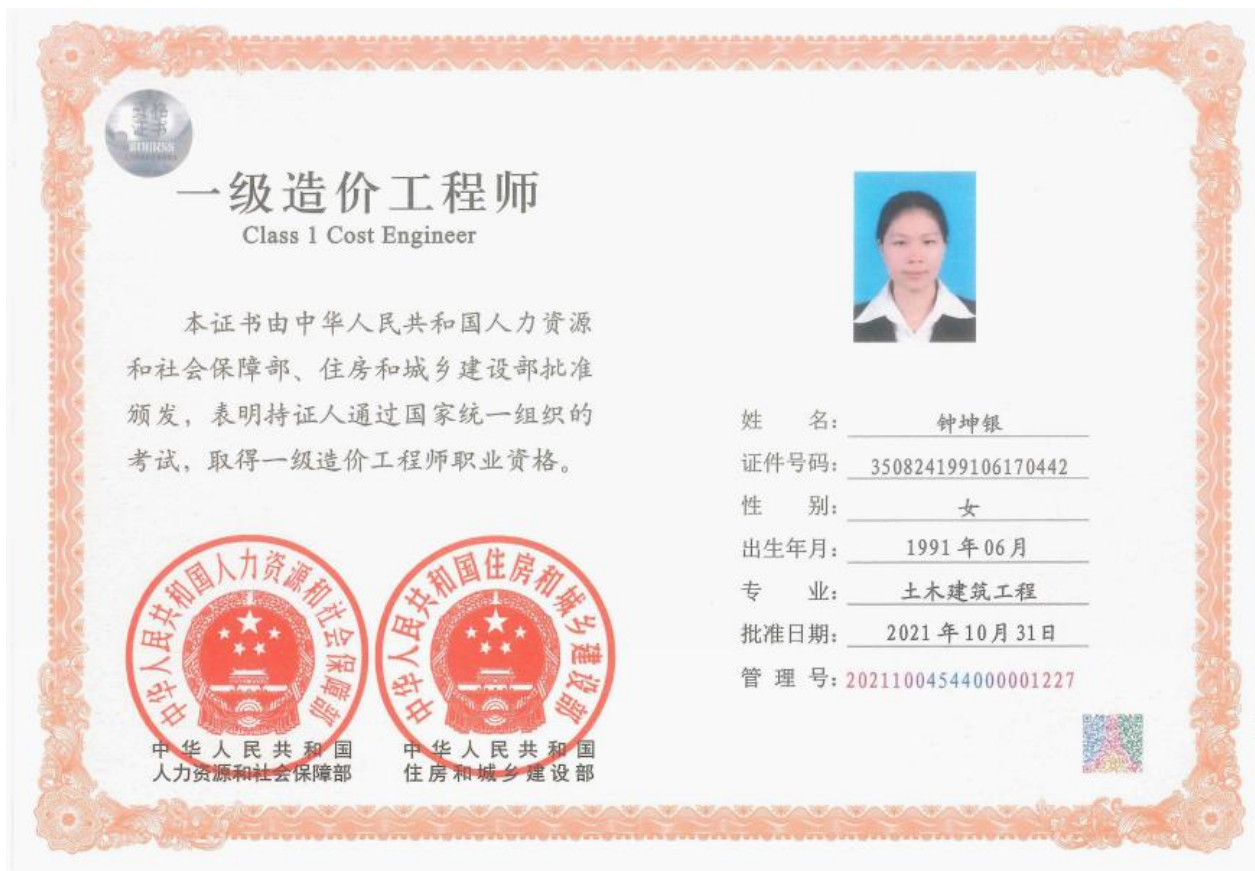 一级造价工程师
Class 1 Cost Engineer
本证书由中华人民共和国人力资源
和社会保障部、住房和城乡建设部批准
颁发，表明持证人通过国家统一组织的
考试，取得一级造价工程师职业资格。
中华人民共和国人力资源和社会保障部
中华人民共和国住房和城乡建设部
中华人民共和国
人力资源和社会保障部
中华人民共和国
住房和城乡建设部
姓名：钟坤银
证件号码：350824199106170442
性别：女
出生年月：1991年06月
专业：土木建筑工程
批准日期：2021年10月31日
管理号：20211004544000001227